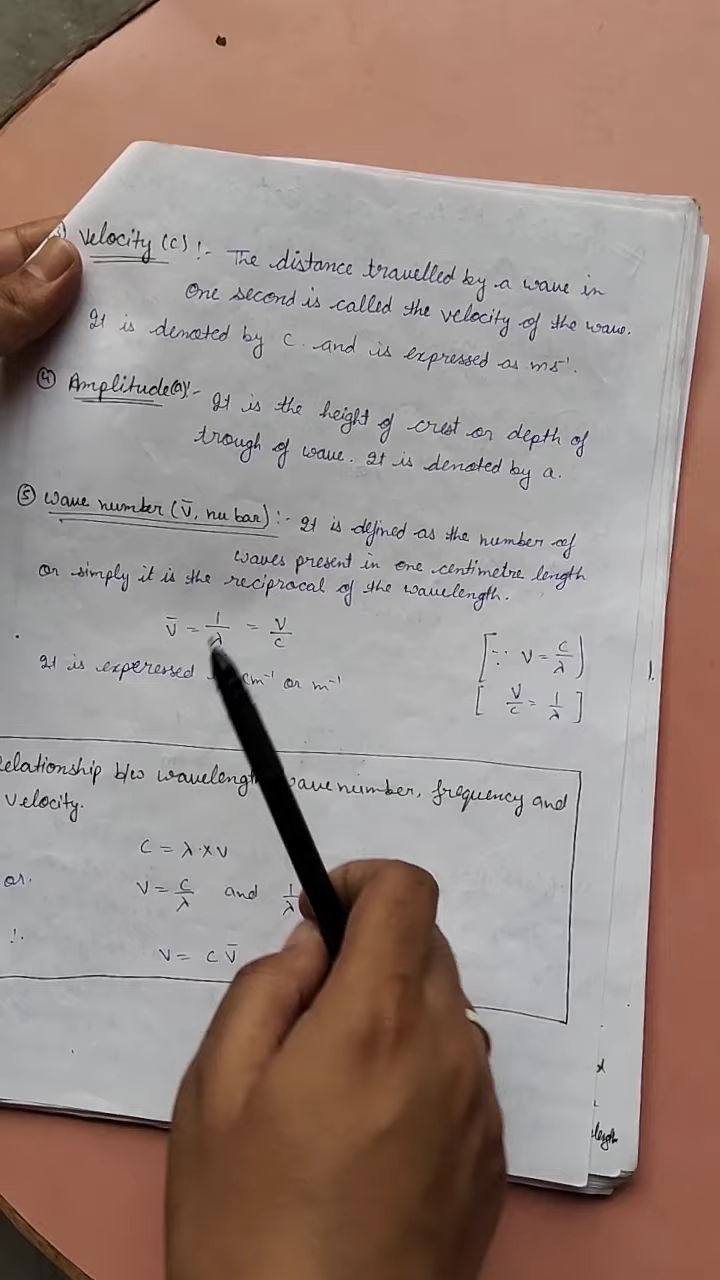 Velocity (c) :- The distance travelled by a wave in
one second is called the velocity of the wave.
It is denoted by c. and is expressed as ms⁻¹.
④ Amplitude(a):- It is the height of crest or depth of
trough of wave. It is denoted by a.
⑤ Wave number (ν̄, nu bar) :- It is defined as the number of
waves present in one centimetre length
or simply it is the reciprocal of the wavelength.
ν̄ = 1/λ = ν/c [∵ ν = c/λ)
It is experessed cm⁻¹ or m⁻¹ [ ν/c = 1/λ ]
Relationship b/w wavelength wavenumber, frequency and
Velocity.
C = λ·×ν
or. ν = c/λ and 1/λ
∴ ν = c ν̄
length